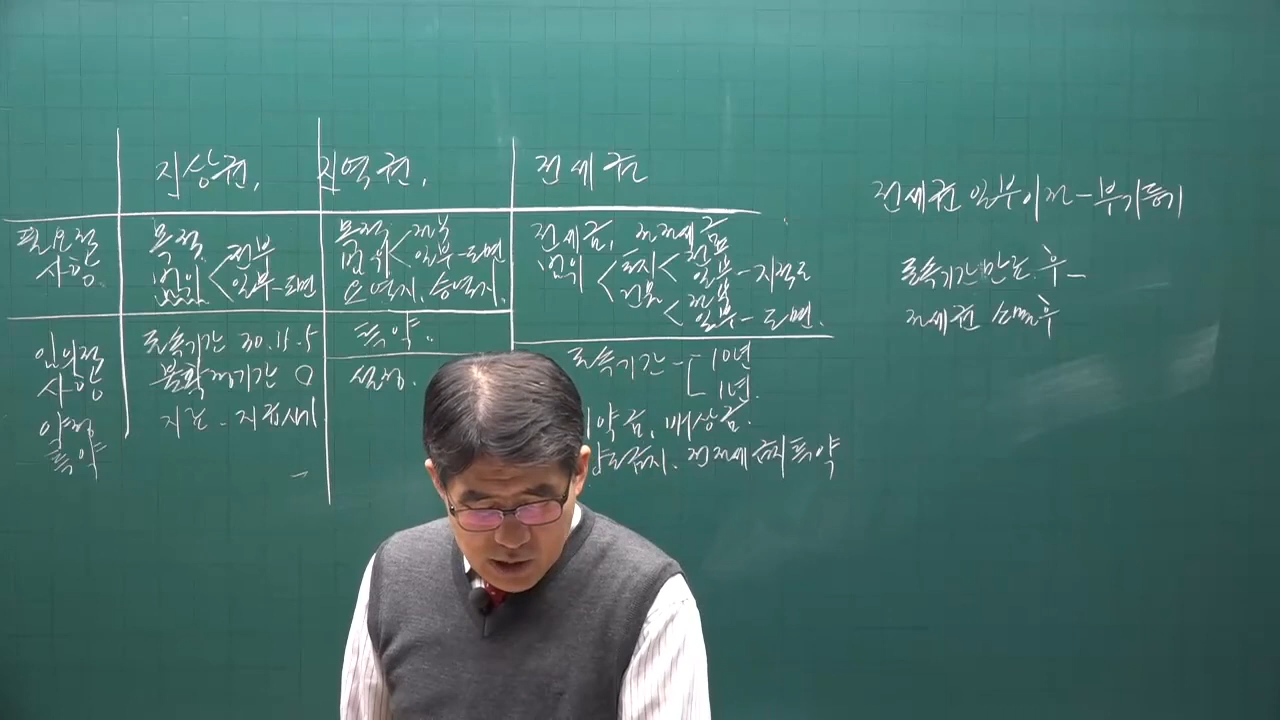 지상권, 지역권, 전세권
필요적 사항
목적
범위 < 전부
일부-도면
목적
범위 < 전부
일부-도면
요역지, 승역지,
전세금, 전전세금
범위 < 토지 < 전부
일부-지적도
건물 < 전부
일부-도면.
임의적 사항
약정
특약
존속기간 30.15.5
불확정기간 O
지료-지급시기
특약.
설정.
존속기간-[10년
1년.
위약금, 배상금.
양도금지, 전전세금지특약
전세권 일부이전-부기등기
존속기간만료.후-
전세권 소멸후